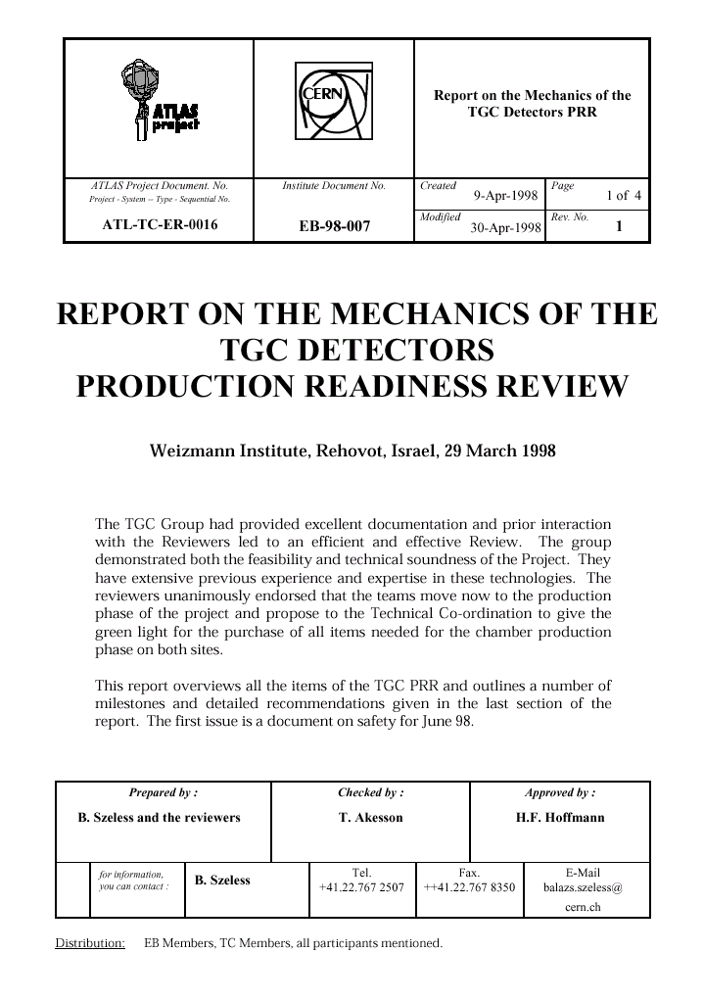 ATLAS
project
CERN
Report on the Mechanics of the
TGC Detectors PRR
ATLAS Project Document. No.
Project - System -- Type - Sequential No.
ATL-TC-ER-0016
Institute Document No.
EB-98-007
Created
9-Apr-1998
Page
1 of 4
Modified
30-Apr-1998
Rev. No.
1
REPORT ON THE MECHANICS OF THE
TGC DETECTORS
PRODUCTION READINESS REVIEW
Weizmann Institute, Rehovot, Israel, 29 March 1998
The TGC Group had provided excellent documentation and prior interaction
with the Reviewers led to an efficient and effective Review. The group
demonstrated both the feasibility and technical soundness of the Project. They
have extensive previous experience and expertise in these technologies. The
reviewers unanimously endorsed that the teams move now to the production
phase of the project and propose to the Technical Co-ordination to give the
green light for the purchase of all items needed for the chamber production
phase on both sites.
This report overviews all the items of the TGC PRR and outlines a number of
milestones and detailed recommendations given in the last section of the
report. The first issue is a document on safety for June 98.
Prepared by :
B. Szeless and the reviewers
Checked by :
T. Akesson
Approved by :
H.F. Hoffmann
for information,
you can contact :
B. Szeless
Tel.
+41.22.767 2507
Fax.
++41.22.767 8350
E-Mail
balazs.szeless@
cern.ch
Distribution: EB Members, TC Members, all participants mentioned.